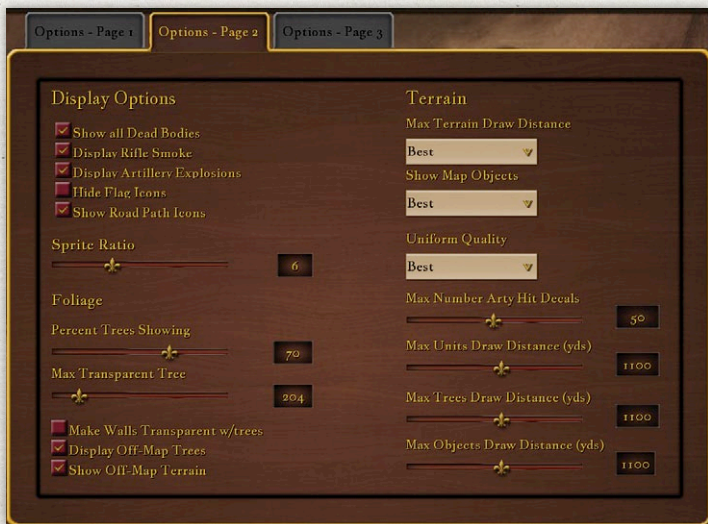 Options - Page 1
Options - Page 2
Options - Page 3
Display Options
Show all Dead Bodies
Display Rifle Smoke
Display Artillery Explosions
Hide Flag Icons
Show Road Path Icons
Sprite Ratio
6
Foliage
Percent Trees Showing
70
Max Transparent Tree
204
Make Walls Transparent w/trees
Display Off-Map Trees
Show Off-Map Terrain
Terrain
Max Terrain Draw Distance
Best
Show Map Objects
Best
Uniform Quality
Best
Max Number Arty Hit Decals
50
Max Units Draw Distance (yds)
1100
Max Trees Draw Distance (yds)
1100
Max Objects Draw Distance (yds)
1100